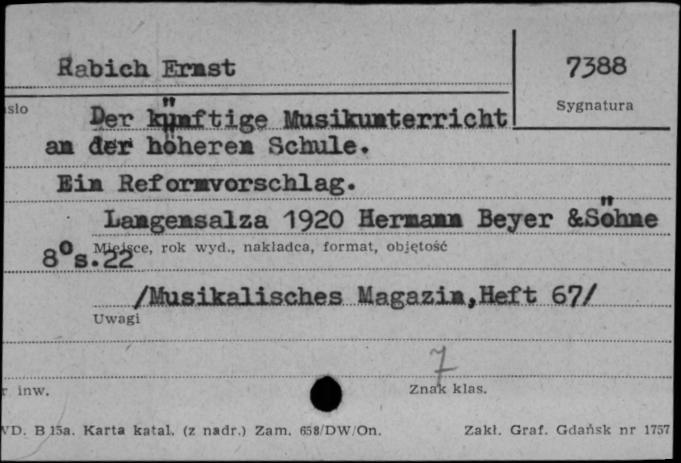 Rabich Ernst
7388
Sygnatura
sło
Der künftige Musikunterricht
an der höheren Schule.
Ein Reformvorschlag.
Langensalza 1920 Hermann Beyer &Söhne
Miejsce, rok wyd., nakładca, format, objętość
8° s.22
/Musikalisches Magazin,Heft 67/
Uwagi
7
r inw.
Znak klas.
VD. B 15a. Karta katal. (z nadr.) Zam. 658/DW/On.
Zakł. Graf. Gdańsk nr 1757